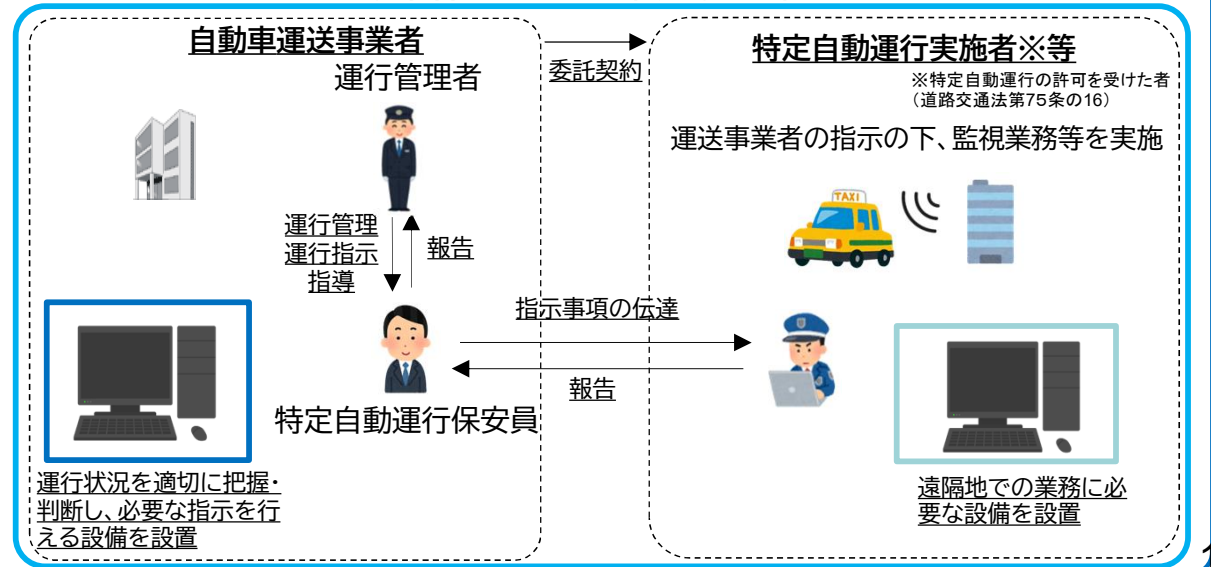 自動車運送事業者
運行管理者
運行管理
運行指示
指導
報告
特定自動運行保安員
運行状況を適切に把握・
判断し、必要な指示を行
える設備を設置
委託契約
指示事項の伝達
報告
特定自動運行実施者※等
※特定自動運行の許可を受けた者
(道路交通法第75条の16)
運送事業者の指示の下、監視業務等を実施
TAXI
遠隔地での業務に必
要な設備を設置